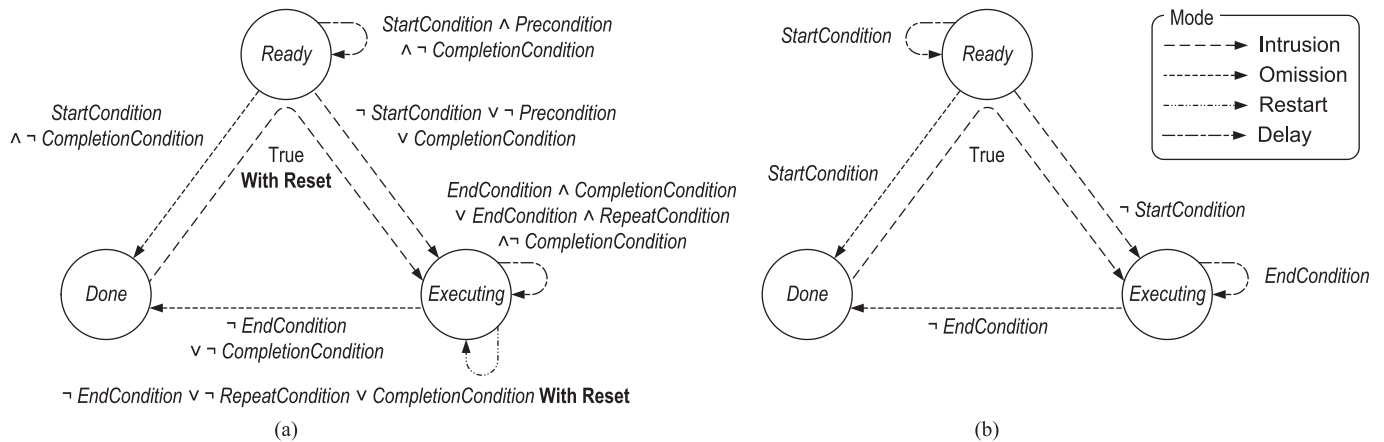 StartCondition ∧ Precondition
∧ ¬ CompletionCondition
Ready
StartCondition
∧ ¬ CompletionCondition
¬ StartCondition ∨ ¬ Precondition
∨ CompletionCondition
True
With Reset
EndCondition ∧ CompletionCondition
∨ EndCondition ∧ RepeatCondition
∧¬ CompletionCondition
Done
Executing
¬ EndCondition
∨ ¬ CompletionCondition
¬ EndCondition ∨ ¬ RepeatCondition ∨ CompletionCondition With Reset
(a)
StartCondition
Ready
StartCondition
True
¬ StartCondition
Done
Executing
EndCondition
¬ EndCondition
(b)
Mode
Intrusion
Omission
Restart
Delay